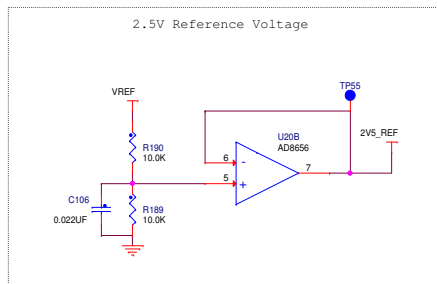 2.5V Reference Voltage
TP55
VREF
U20B
AD8656
2V5_REF
R190
10.0K
6
-
7
5
+
C106
0.022UF
R189
10.0K